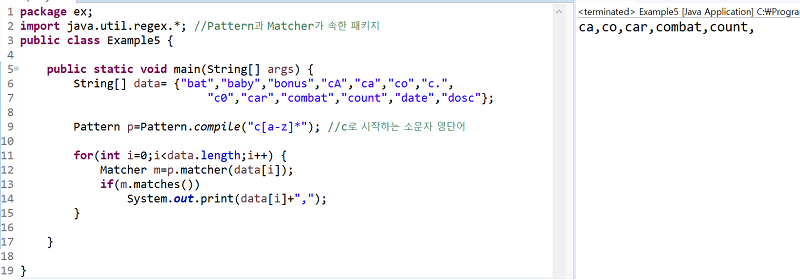 1 package ex;
2 import java.util.regex.*; //Pattern과 Matcher가 속한 패키지
3 public class Example5 {
4
5 public static void main(String[] args) {
6 String[] data= {"bat","baby","bonus","cA","ca","co","c.",
7 "c0","car","combat","count","date","dosc"};
8
9 Pattern p=Pattern.compile("c[a-z]*"); //c로 시작하는 소문자 영단어
10
11 for(int i=0;i<data.length;i++) {
12 Matcher m=p.matcher(data[i]);
13 if(m.matches())
14 System.out.print(data[i]+",");
15 }
16
17 }
18
19 }
<terminated> Example5 [Java Application] C:₩Progran
ca,co,car,combat,count,